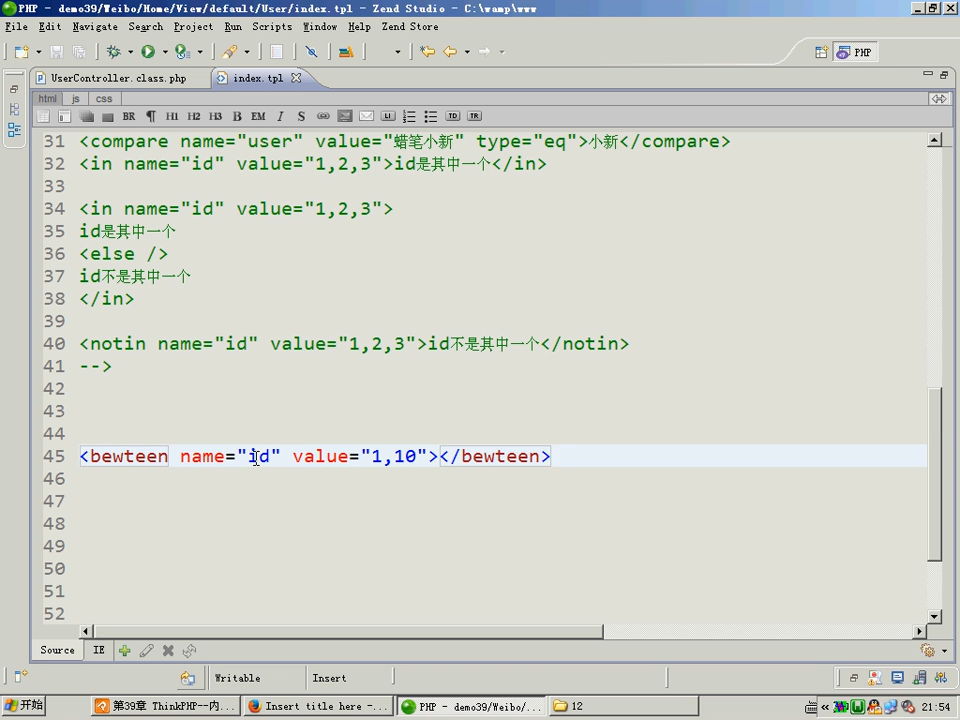 PHP - demo39/Weibo/Home/View/default/User/index.tpl - Zend Studio - C:\wamp\www
File Edit Navigate Search Project Run Scripts Window Help Zend Store
PHP
UserController.class.php index.tpl
html js css
BR ¶ H1 H2 H3 B EM I S LI TD TR
31 <compare name="user" value="蜡笔小新" type="eq">小新</compare>
32 <in name="id" value="1,2,3">id是其中一个</in>
33
34 <in name="id" value="1,2,3">
35 id是其中一个
36 <else />
37 id不是其中一个
38 </in>
39
40 <notin name="id" value="1,2,3">id不是其中一个</notin>
41 -->
42
43
44
45 <bewteen name="id" value="1,10"></bewteen>
46
47
48
49
50
51
52
Source IE
Writable Insert
开始 第39章 ThinkPHP--内... Insert title here -... PHP - demo39/Weibo/... 12 21:54